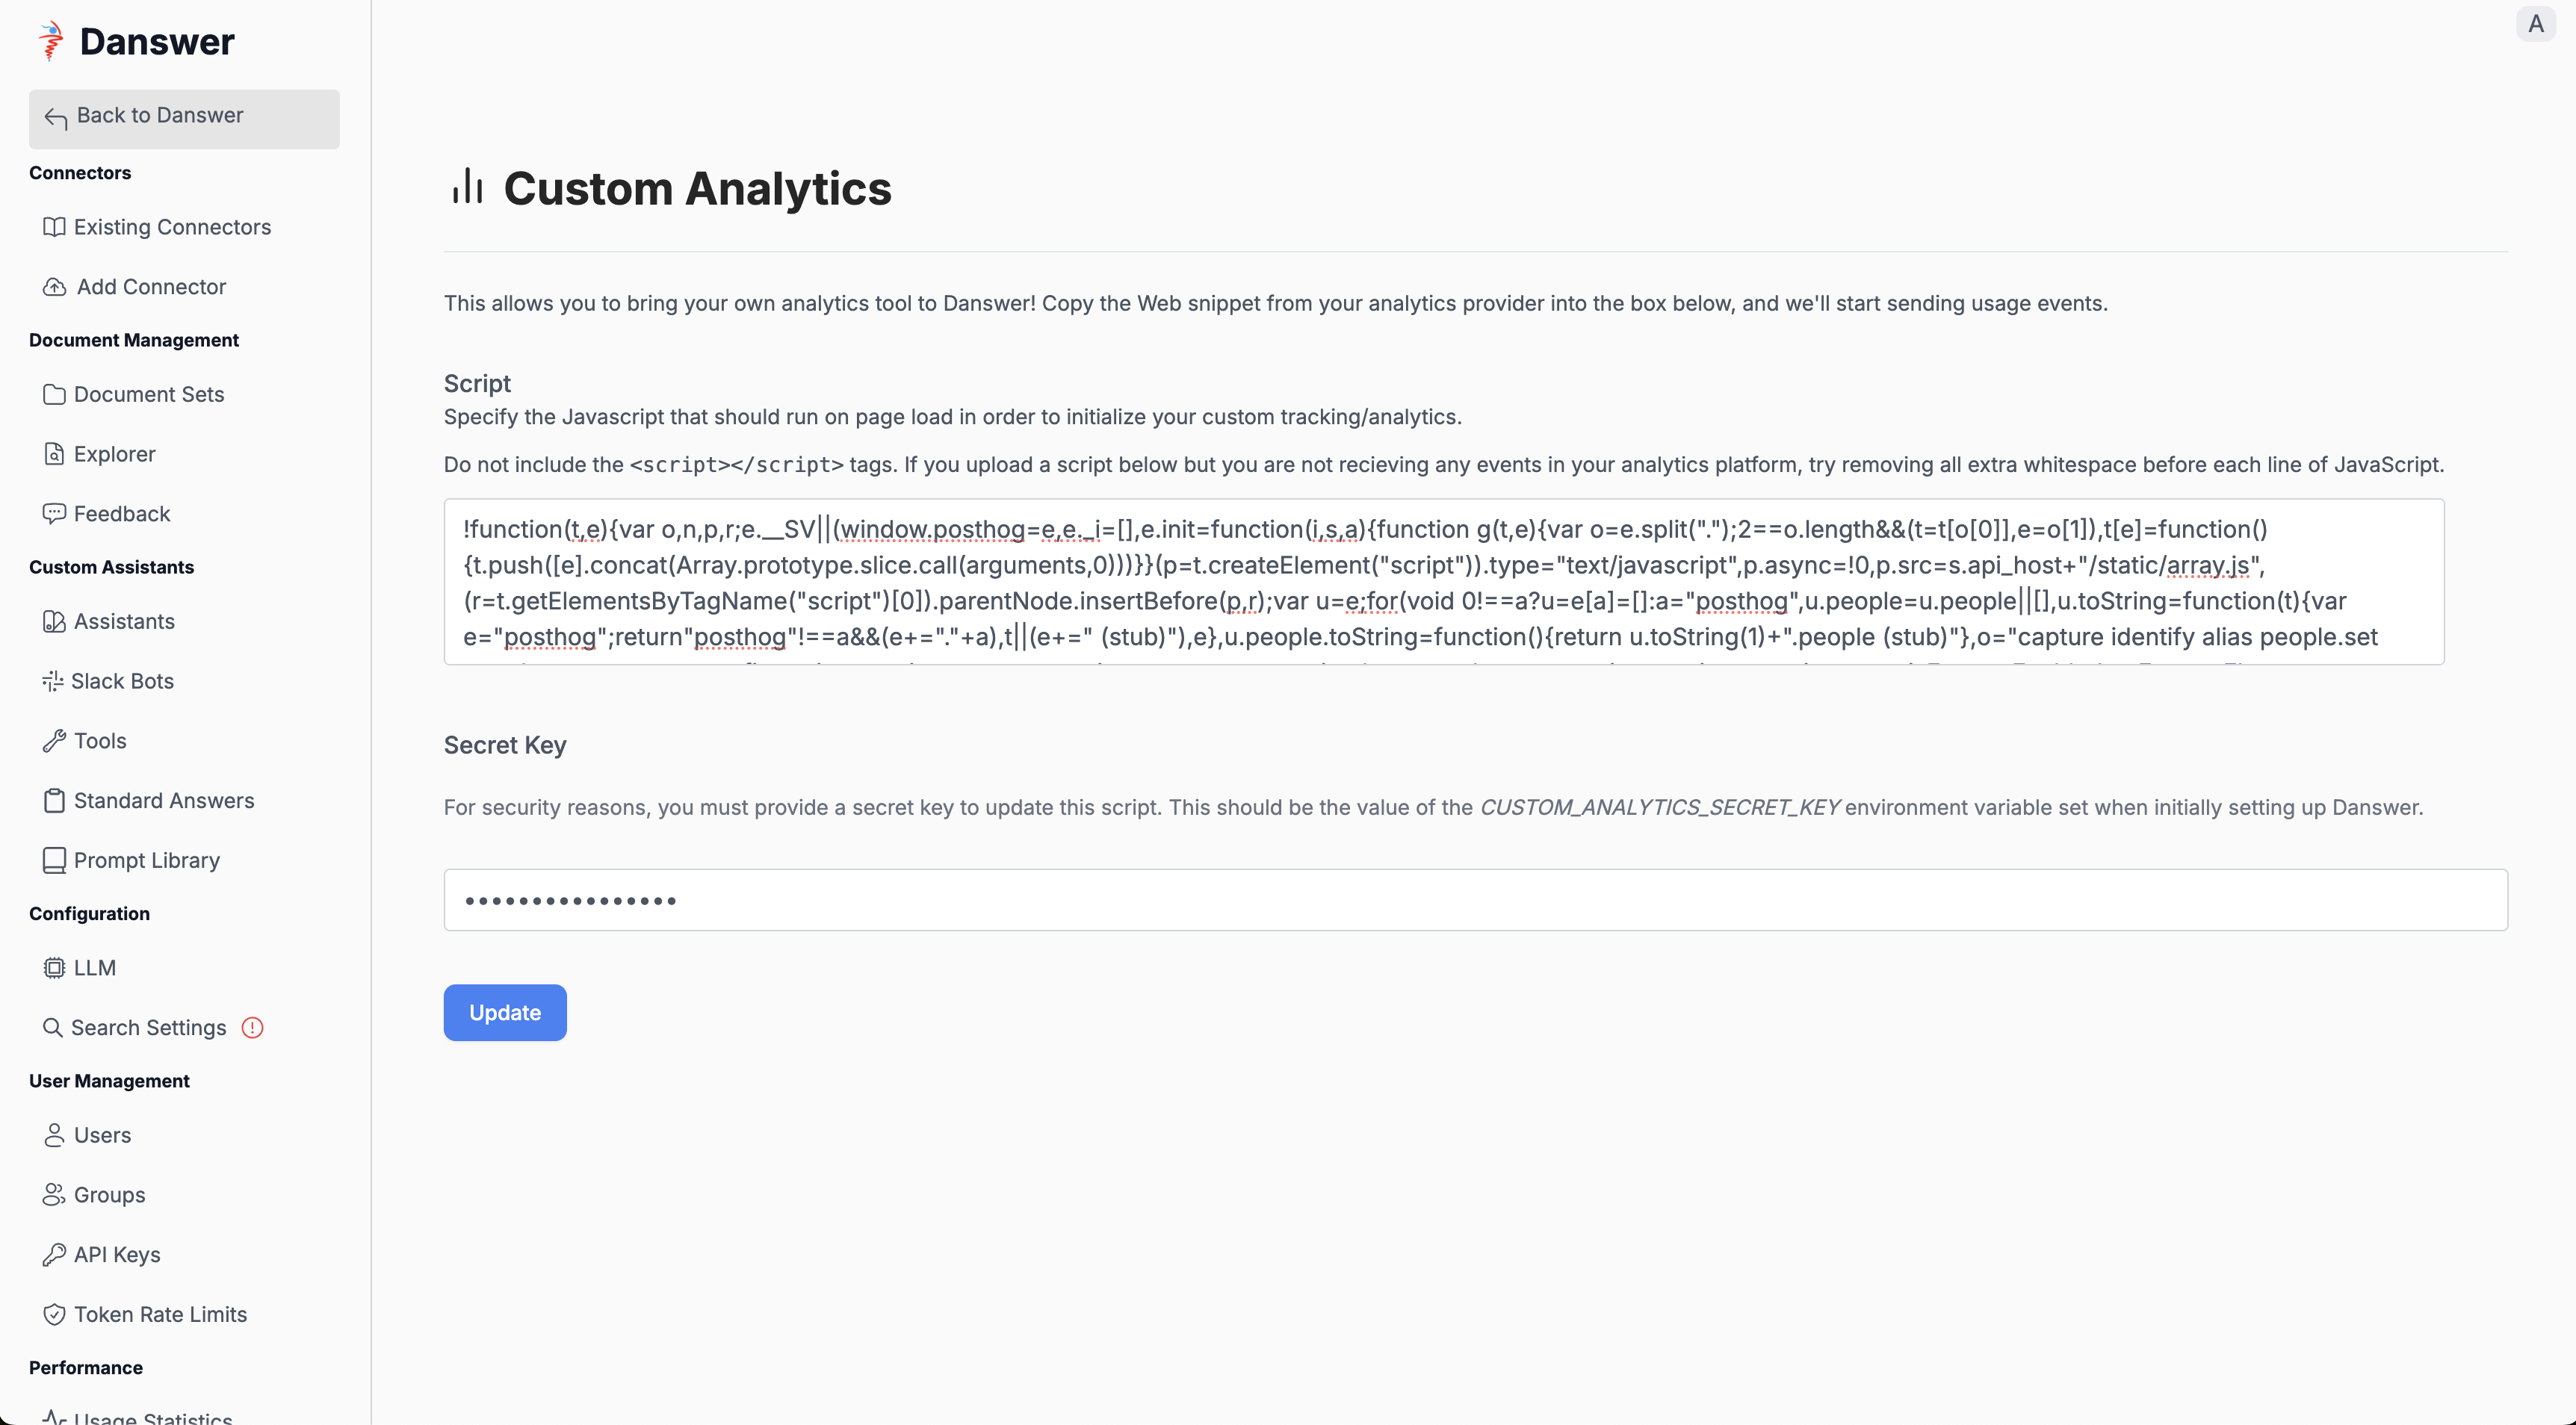 Danswer
A
Back to Danswer
Connectors
Existing Connectors
Add Connector
Document Management
Document Sets
Explorer
Feedback
Custom Assistants
Assistants
Slack Bots
Tools
Standard Answers
Prompt Library
Configuration
LLM
Search Settings
User Management
Users
Groups
API Keys
Token Rate Limits
Performance
Usage Statistics
Custom Analytics
This allows you to bring your own analytics tool to Danswer! Copy the Web snippet from your analytics provider into the box below, and we'll start sending usage events.
Script
Specify the Javascript that should run on page load in order to initialize your custom tracking/analytics.
Do not include the <script></script> tags. If you upload a script below but you are not recieving any events in your analytics platform, try removing all extra whitespace before each line of JavaScript.
!function(t,e){var o,n,p,r;e.__SV||(window.posthog=e,e._i=[],e.init=function(i,s,a){function g(t,e){var o=e.split(".");2==o.length&&(t=t[o[0]],e=o[1]),t[e]=function()
{t.push([e].concat(Array.prototype.slice.call(arguments,0)))}}(p=t.createElement("script")).type="text/javascript",p.async=!0,p.src=s.api_host+"/static/array.js",
(r=t.getElementsByTagName("script")[0]).parentNode.insertBefore(p,r);var u=e;for(void 0!==a?u=e[a]=[]:a="posthog",u.people=u.people||[],u.toString=function(t){var
e="posthog";return"posthog"!==a&&(e+="."+a),t||(e+=" (stub)"),e},u.people.toString=function(){return u.toString(1)+".people (stub)"},o="capture identify alias people.set
Secret Key
For security reasons, you must provide a secret key to update this script. This should be the value of the CUSTOM_ANALYTICS_SECRET_KEY environment variable set when initially setting up Danswer.
••••••••••••••••
Update